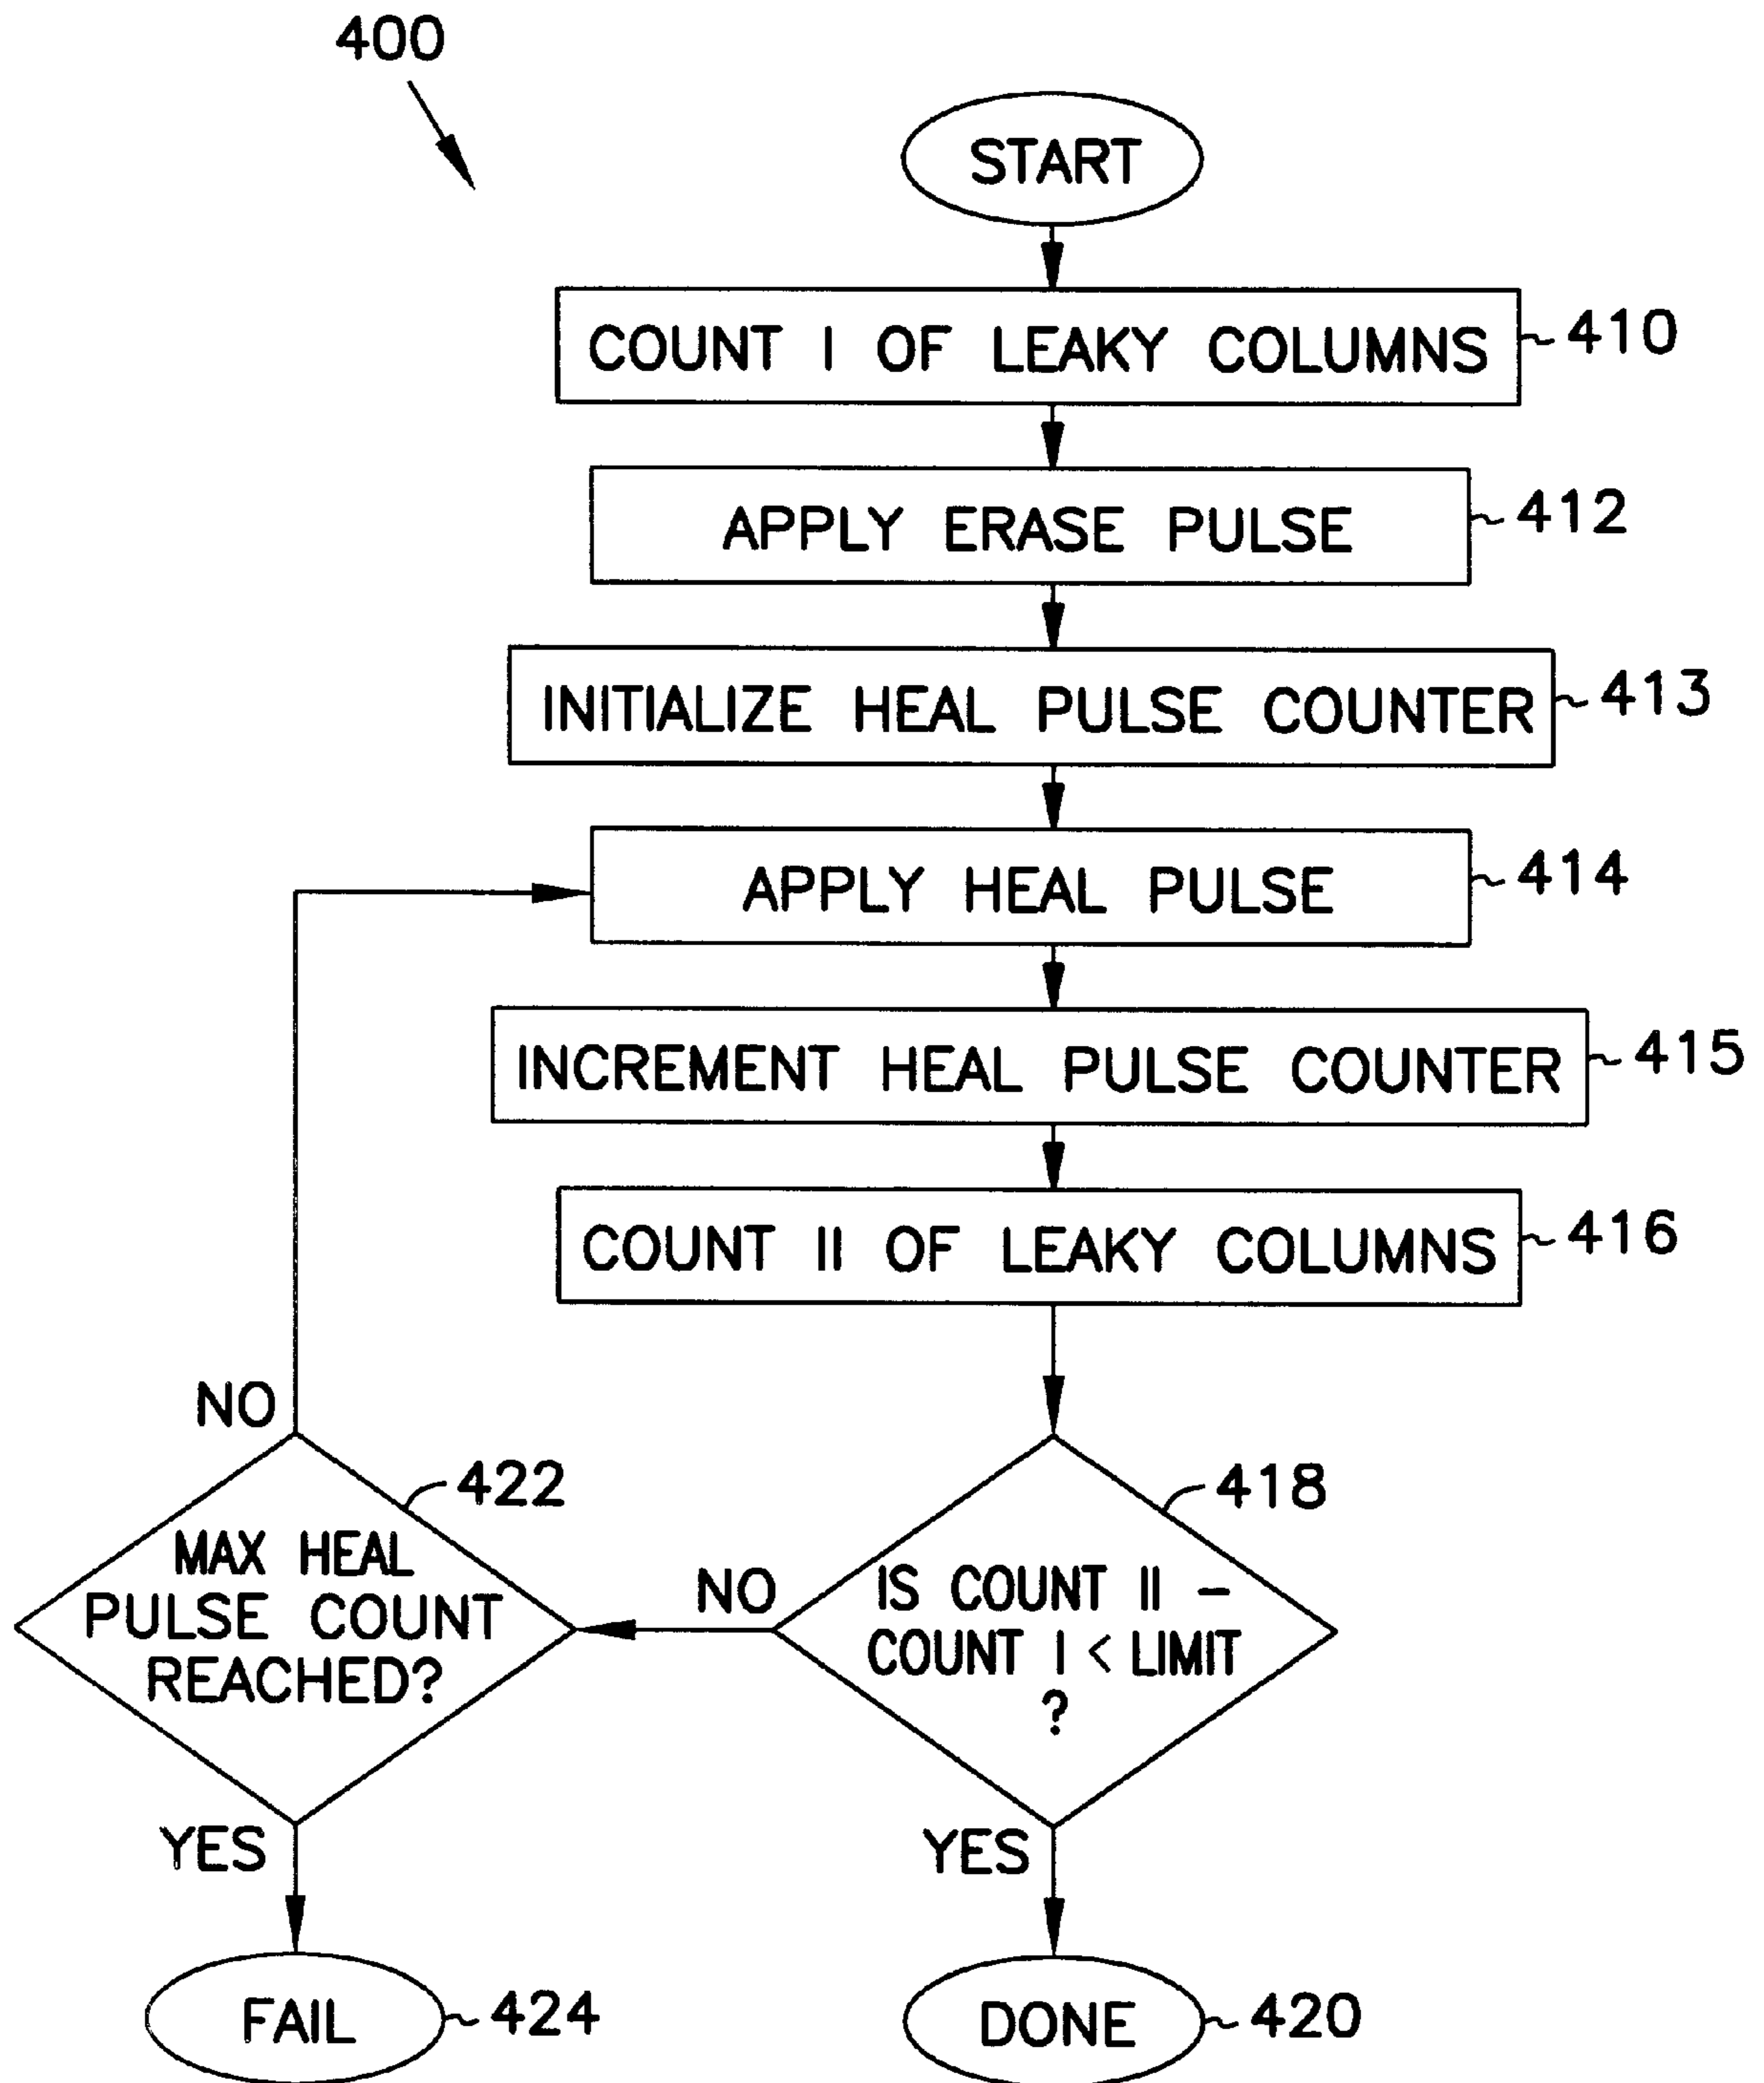 400
START
COUNT I OF LEAKY COLUMNS
410
APPLY ERASE PULSE
412
INITIALIZE HEAL PULSE COUNTER
413
APPLY HEAL PULSE
414
INCREMENT HEAL PULSE COUNTER
415
COUNT II OF LEAKY COLUMNS
416
NO
422
MAX HEAL
PULSE COUNT
REACHED?
NO
418
IS COUNT II –
COUNT I < LIMIT
?
YES
YES
FAIL
424
DONE
420